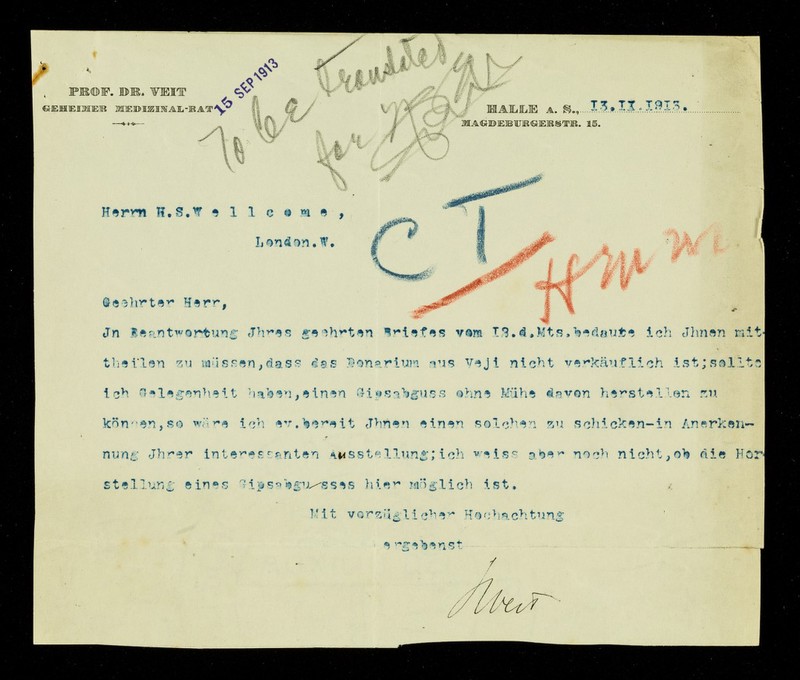 PROF. DR. VEIT
GEHEIMER MEDIZINAL-RAT
15 SEP 1913
To be translated
for
HALLE A. S., 13.IX.1913.
MAGDEBURGERSTR. 15.
Herrn H.S.Wellcome,
London.W.
CT
Geehrter Herr,
Jn Beantwortung Jhres geehrten Briefes vom 12.d.Mts.bedaute ich Jhnen mit-
theilen zu müssen,dass das Donarium aus Veji nicht verkäuflich ist;sollte
ich Gelegenheit haben,einen Gipsabguss ohne Mühe davon herstellen zu
können,so wäre ich ev.bereit Jhnen einen solchen zu schicken-in Anerken-
nung Jhrer interessanten Ausstellung;ich weiss aber noch nicht,ob die Her-
stellung eines Gipsabgusses hier möglich ist.
Mit vorzüglicher Hochachtung
ergebenst
JVeit